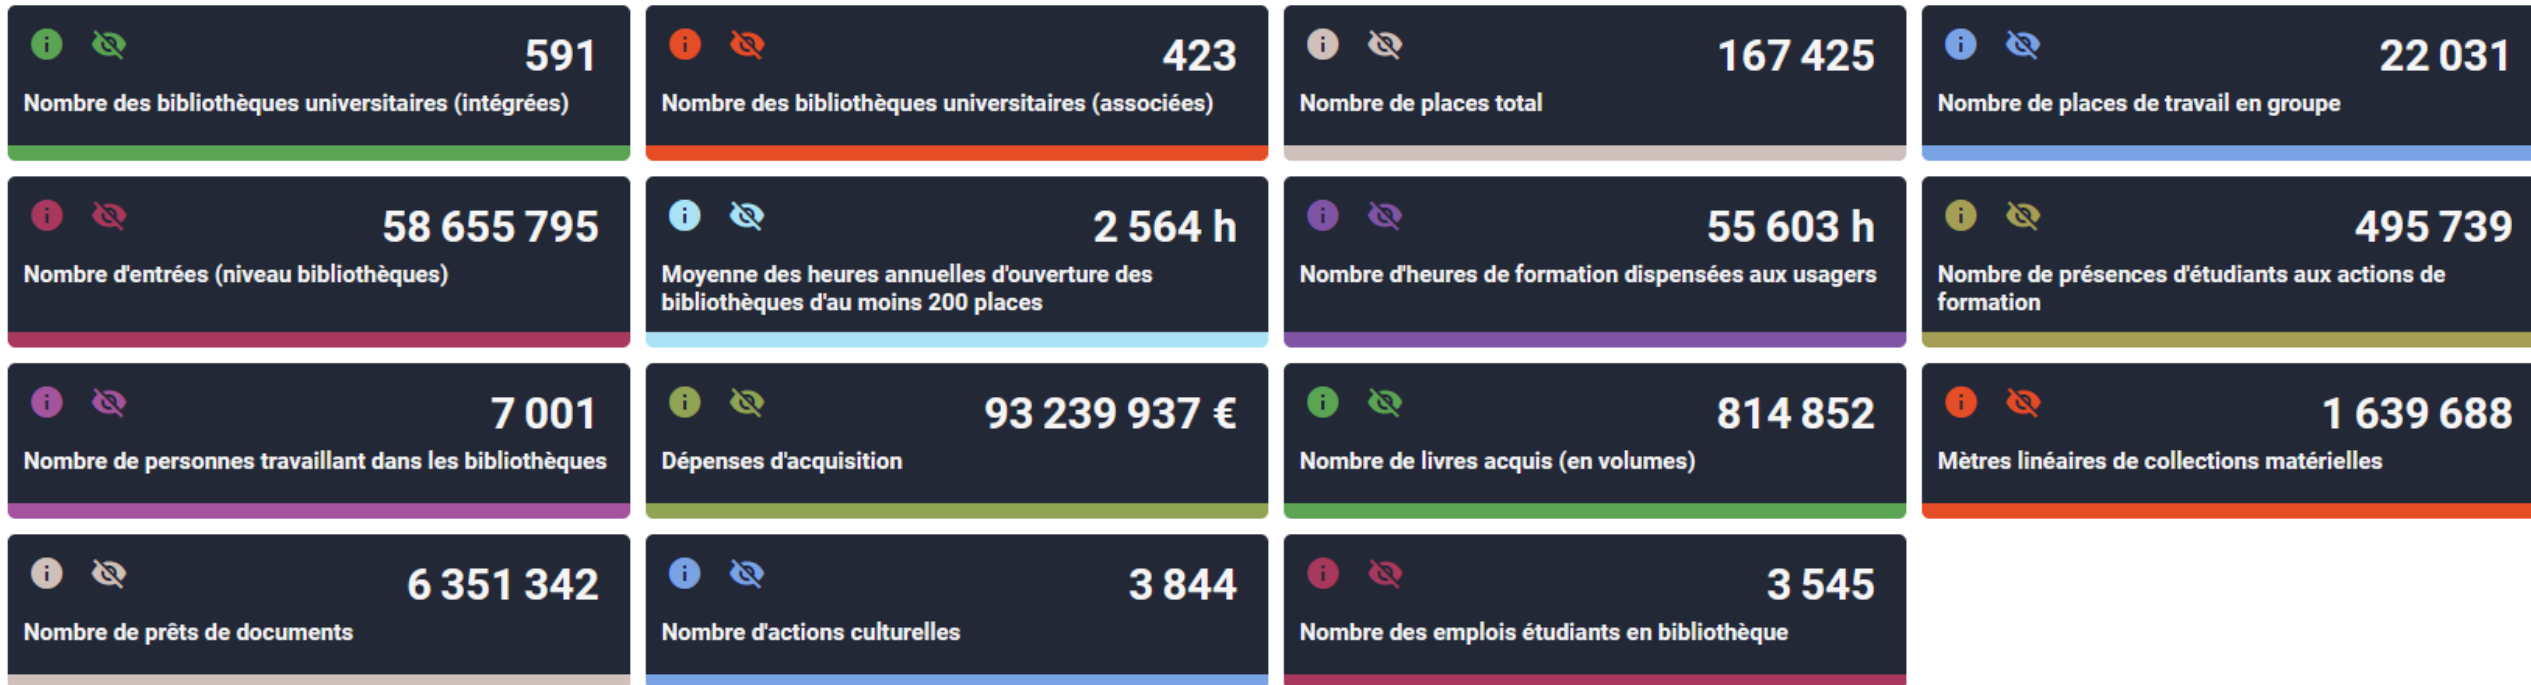 591
Nombre des bibliothèques universitaires (intégrées)
423
Nombre des bibliothèques universitaires (associées)
167 425
Nombre de places total
22 031
Nombre de places de travail en groupe
58 655 795
Nombre d'entrées (niveau bibliothèques)
2 564 h
Moyenne des heures annuelles d'ouverture des
bibliothèques d'au moins 200 places
55 603 h
Nombre d'heures de formation dispensées aux usagers
495 739
Nombre de présences d'étudiants aux actions de
formation
7 001
Nombre de personnes travaillant dans les bibliothèques
93 239 937 €
Dépenses d'acquisition
814 852
Nombre de livres acquis (en volumes)
1 639 688
Mètres linéaires de collections matérielles
6 351 342
Nombre de prêts de documents
3 844
Nombre d'actions culturelles
3 545
Nombre des emplois étudiants en bibliothèque